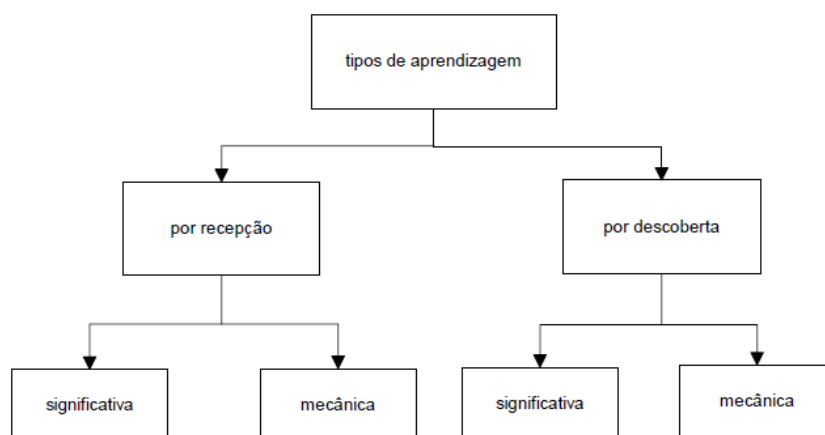 tipos de aprendizagem
por recepção
por descoberta
significativa
mecânica
significativa
mecânica